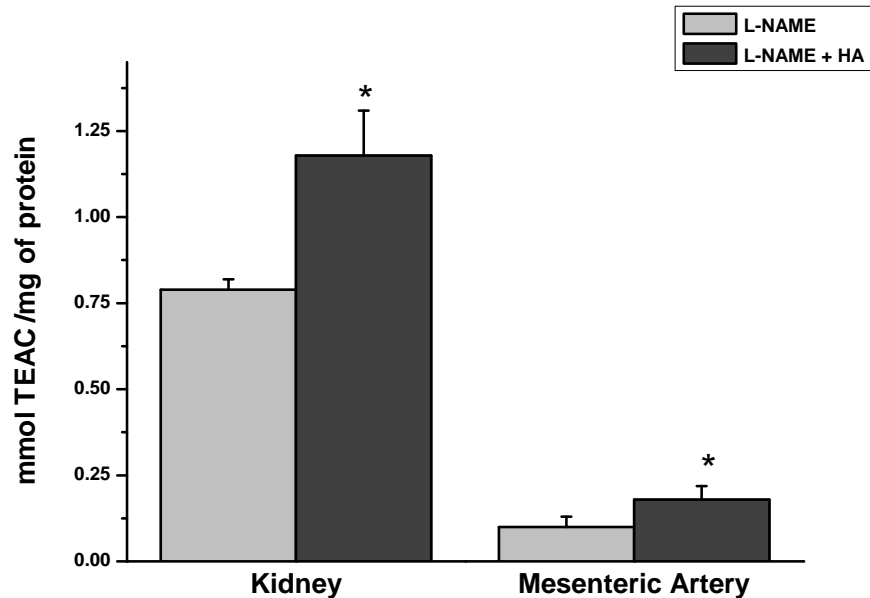 L-NAME
L-NAME + HA
mmol TEAC/mg of protein
1.25
1.00
0.75
0.50
0.25
0.00
*
*
Kidney
Mesenteric Artery